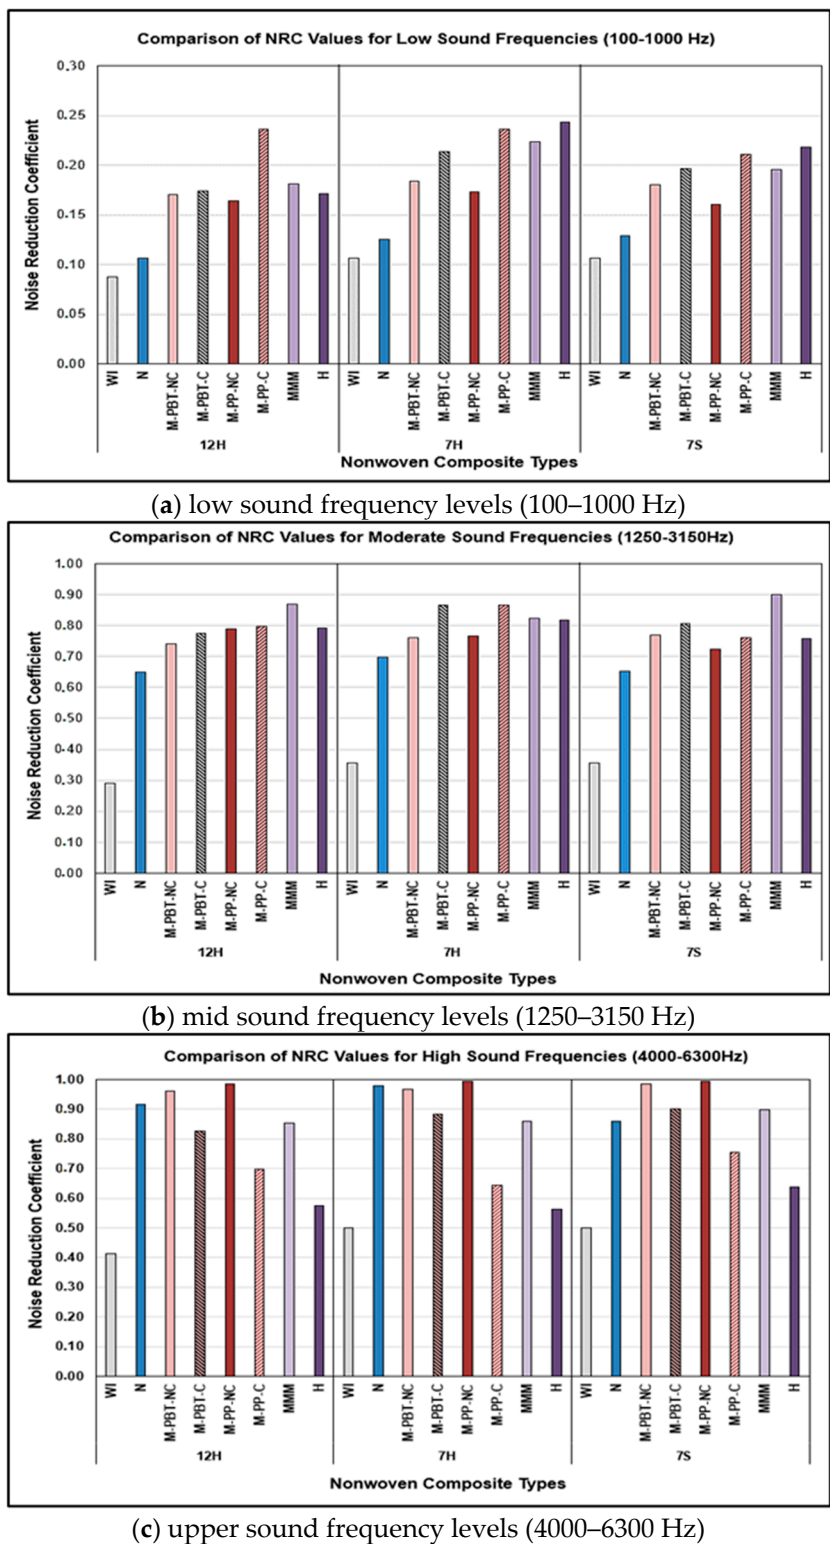 Comparison of NRC Values for Low Sound Frequencies (100-1000 Hz)
Noise Reduction Coefficient
0.30
0.25
0.20
0.15
0.10
0.05
0.00
WI N M-PBT-NC M-PBT-C M-PP-NC M-PP-C MMM H WI N M-PBT-NC M-PBT-C M-PP-NC M-PP-C MMM H WI N M-PBT-NC M-PBT-C M-PP-NC M-PP-C MMM H
12H 7H 7S
Nonwoven Composite Types
(a) low sound frequency levels (100–1000 Hz)
Comparison of NRC Values for Moderate Sound Frequencies (1250-3150Hz)
Noise Reduction Coefficient
1.00
0.90
0.80
0.70
0.60
0.50
0.40
0.30
0.20
0.10
0.00
WI N M-PBT-NC M-PBT-C M-PP-NC M-PP-C MMM H WI N M-PBT-NC M-PBT-C M-PP-NC M-PP-C MMM H WI N M-PBT-NC M-PBT-C M-PP-NC M-PP-C MMM H
12H 7H 7S
Nonwoven Composite Types
(b) mid sound frequency levels (1250–3150 Hz)
Comparison of NRC Values for High Sound Frequencies (4000-6300Hz)
Noise Reduction Coefficient
1.00
0.90
0.80
0.70
0.60
0.50
0.40
0.30
0.20
0.10
0.00
WI N M-PBT-NC M-PBT-C M-PP-NC M-PP-C MMM H WI N M-PBT-NC M-PBT-C M-PP-NC M-PP-C MMM H WI N M-PBT-NC M-PBT-C M-PP-NC M-PP-C MMM H
12H 7H 7S
Nonwoven Composite Types
(c) upper sound frequency levels (4000–6300 Hz)